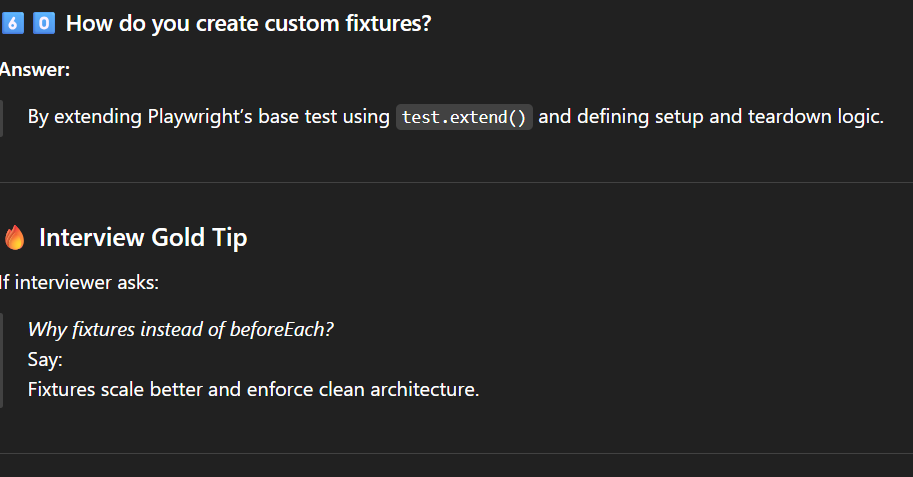 6️⃣ 0️⃣ How do you create custom fixtures?
Answer:
By extending Playwright’s base test using test.extend() and defining setup and teardown logic.
🔥 Interview Gold Tip
If interviewer asks:
Why fixtures instead of beforeEach?
Say:
Fixtures scale better and enforce clean architecture.